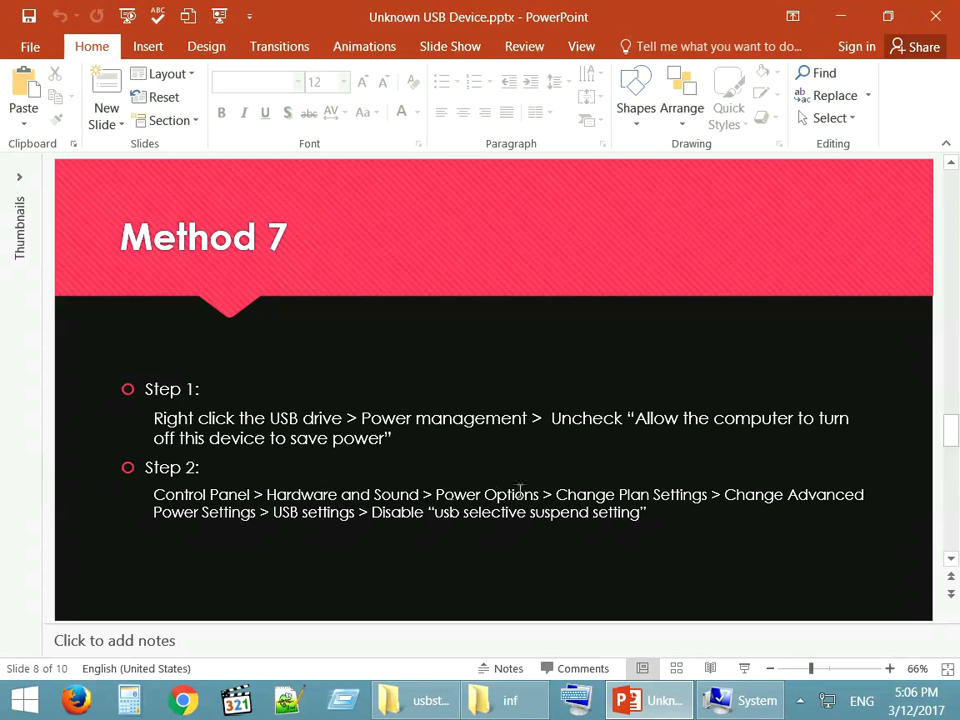 Unknown USB Device.pptx - PowerPoint
File Home Insert Design Transitions Animations Slide Show Review View Tell me what you want to do... Sign in Share
Paste
Clipboard
New
Slide
Layout
Reset
Section
Slides
12
B I U S abc AV Aa A
Font
Paragraph
Shapes Arrange Quick
Styles
Drawing
Find
Replace
Select
Editing
Thumbnails
Method 7
Step 1:
Right click the USB drive > Power management > Uncheck “Allow the computer to turn
off this device to save power”
Step 2:
Control Panel > Hardware and Sound > Power Options > Change Plan Settings > Change Advanced
Power Settings > USB settings > Disable “usb selective suspend setting”
Click to add notes
Slide 8 of 10 English (United States) Notes Comments 66%
321 usbst... inf Unkn... System ENG
5:06 PM
3/12/2017